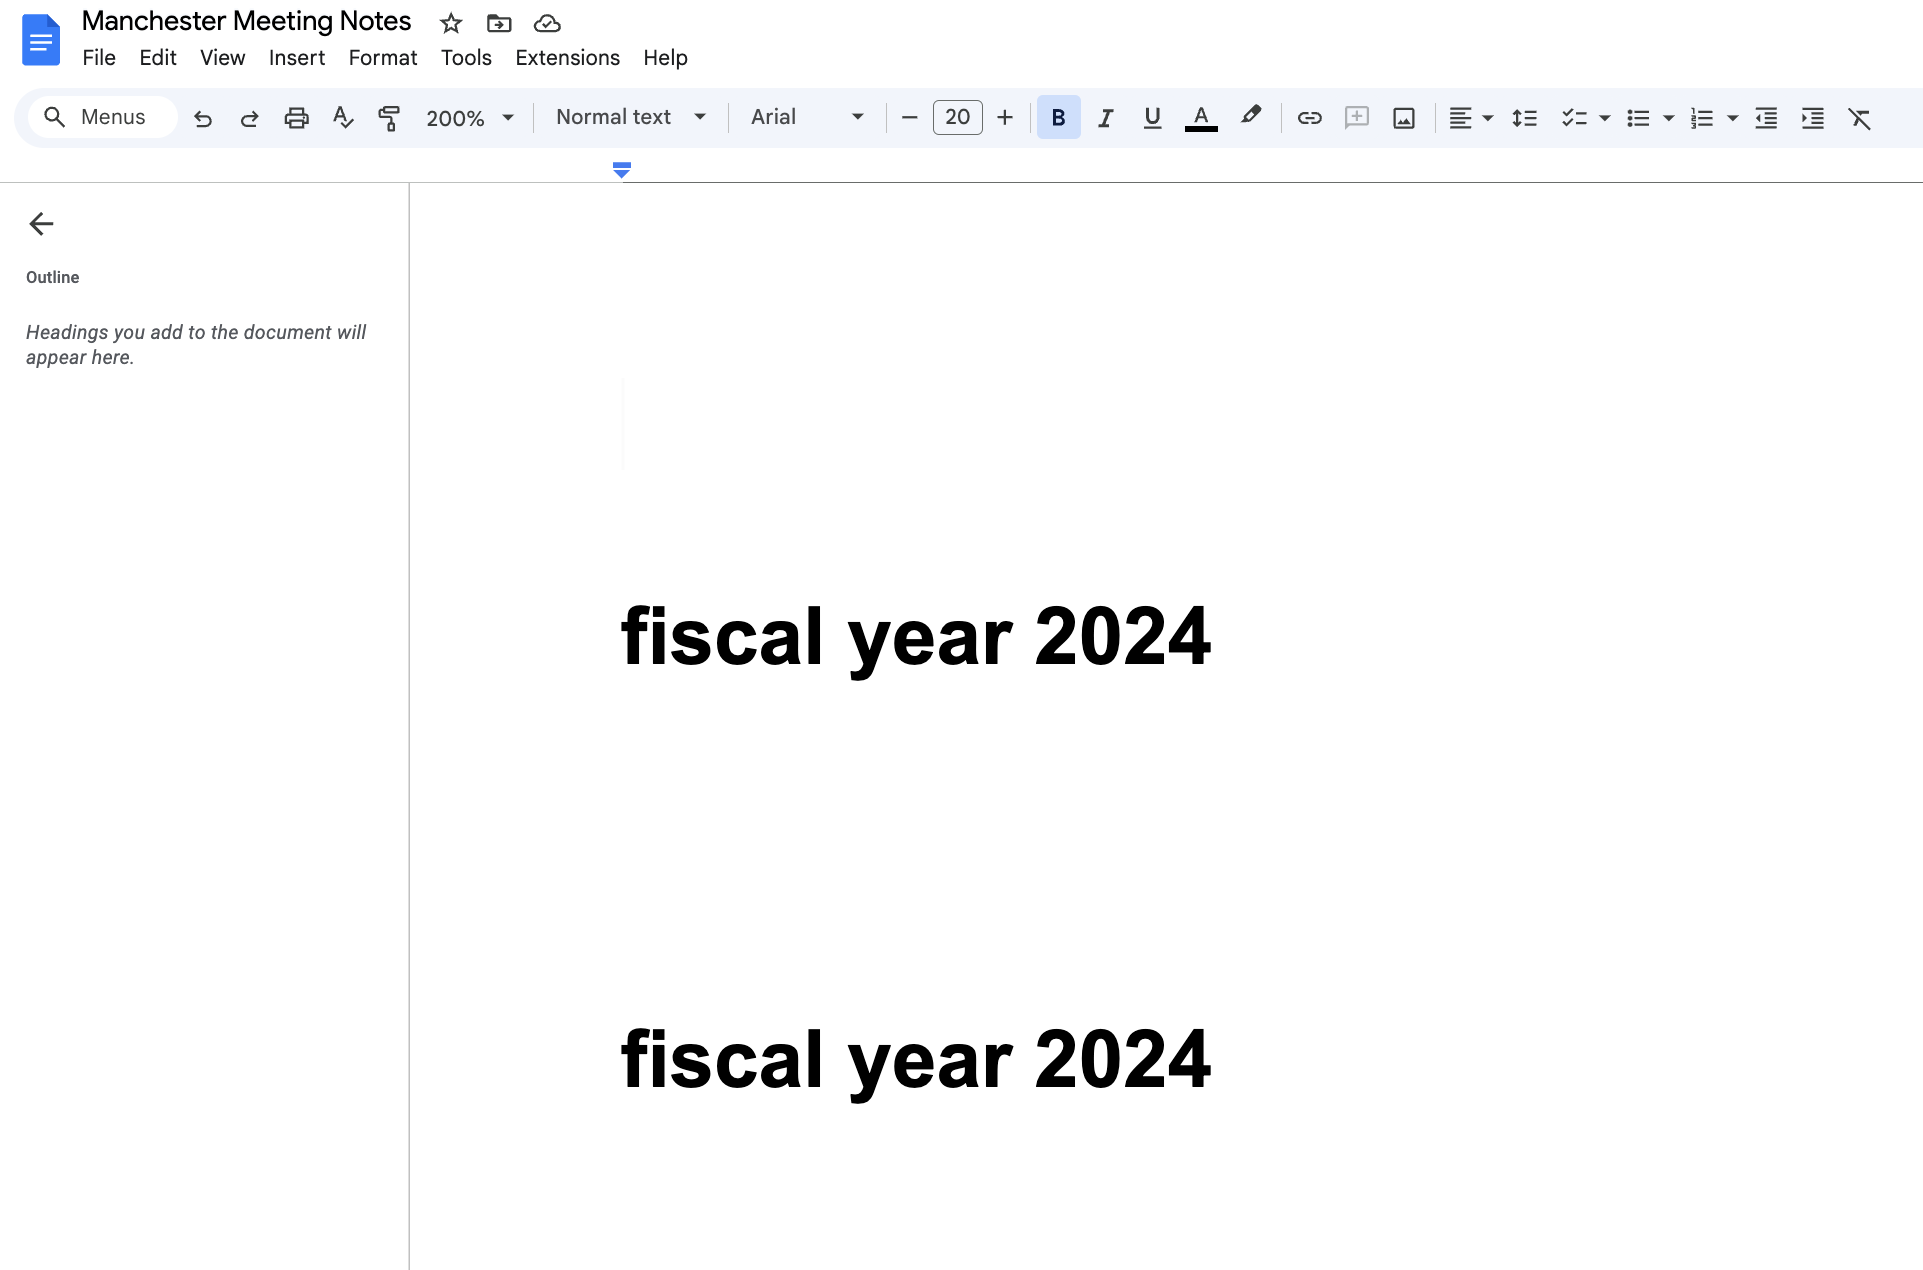 Manchester Meeting Notes
File Edit View Insert Format Tools Extensions Help
Menus 200% Normal text Arial 20 B I U A
Outline
Headings you add to the document will
appear here.
fiscal year 2024
fiscal year 2024